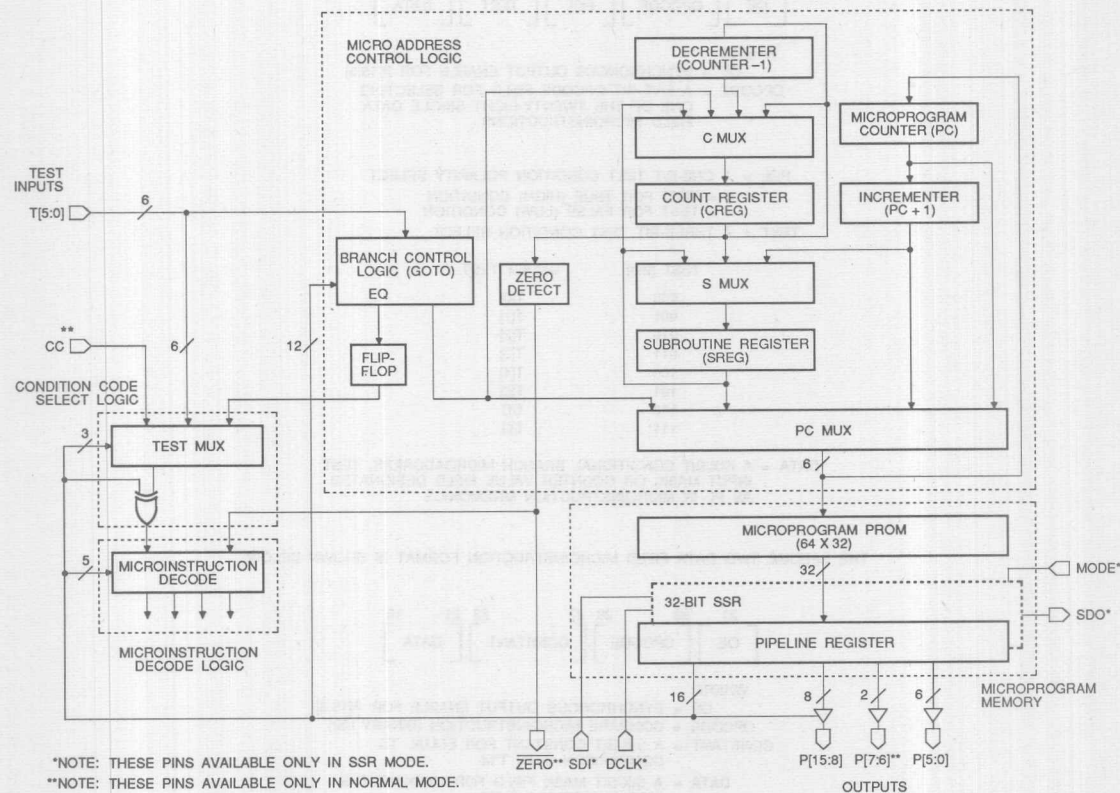 MICRO ADDRESS
CONTROL LOGIC
DECREMENTER
(COUNTER –1)
C MUX
MICROPROGRAM
COUNTER (PC)
TEST
INPUTS
T[5:0]
6
COUNT REGISTER
(CREG)
INCREMENTER
(PC + 1)
BRANCH CONTROL
LOGIC (GOTO)
EQ
ZERO
DETECT
S MUX
**
CC
6
12
FLIP-
FLOP
SUBROUTINE REGISTER
(SREG)
CONDITION CODE
SELECT LOGIC
3
TEST MUX
PC MUX
6
MICROPROGRAM PROM
(64 X 32)
5
MICROINSTRUCTION
DECODE
32
MODE*
32-BIT SSR
SDO*
PIPELINE REGISTER
MICROINSTRUCTION
DECODE LOGIC
16
8
2
6
MICROPROGRAM
MEMORY
ZERO**
SDI*
DCLK*
P[15:8]
P[7:6]**
P[5:0]
OUTPUTS
*NOTE: THESE PINS AVAILABLE ONLY IN SSR MODE.
**NOTE: THESE PINS AVAILABLE ONLY IN NORMAL MODE.